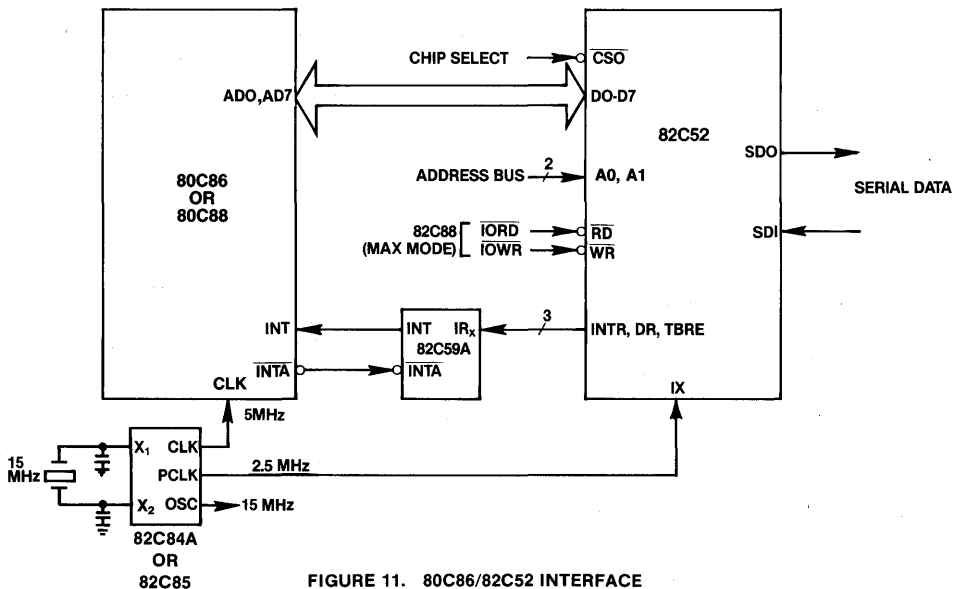 CHIP SELECT
CSO
ADO,AD7
DO-D7
82C52
SDO
80C86
OR
80C88
ADDRESS BUS
2
A0, A1
SERIAL DATA
82C88
(MAX MODE)
IORD
IOWR
RD
WR
SDI
INT
INT
IRX
82C59A
3
INTR, DR, TBRE
INTA
INTA
CLK
IX
5MHz
15
MHz
X1
CLK
PCLK
2.5 MHz
X2
OSC
15 MHz
82C84A
OR
82C85
FIGURE 11. 80C86/82C52 INTERFACE